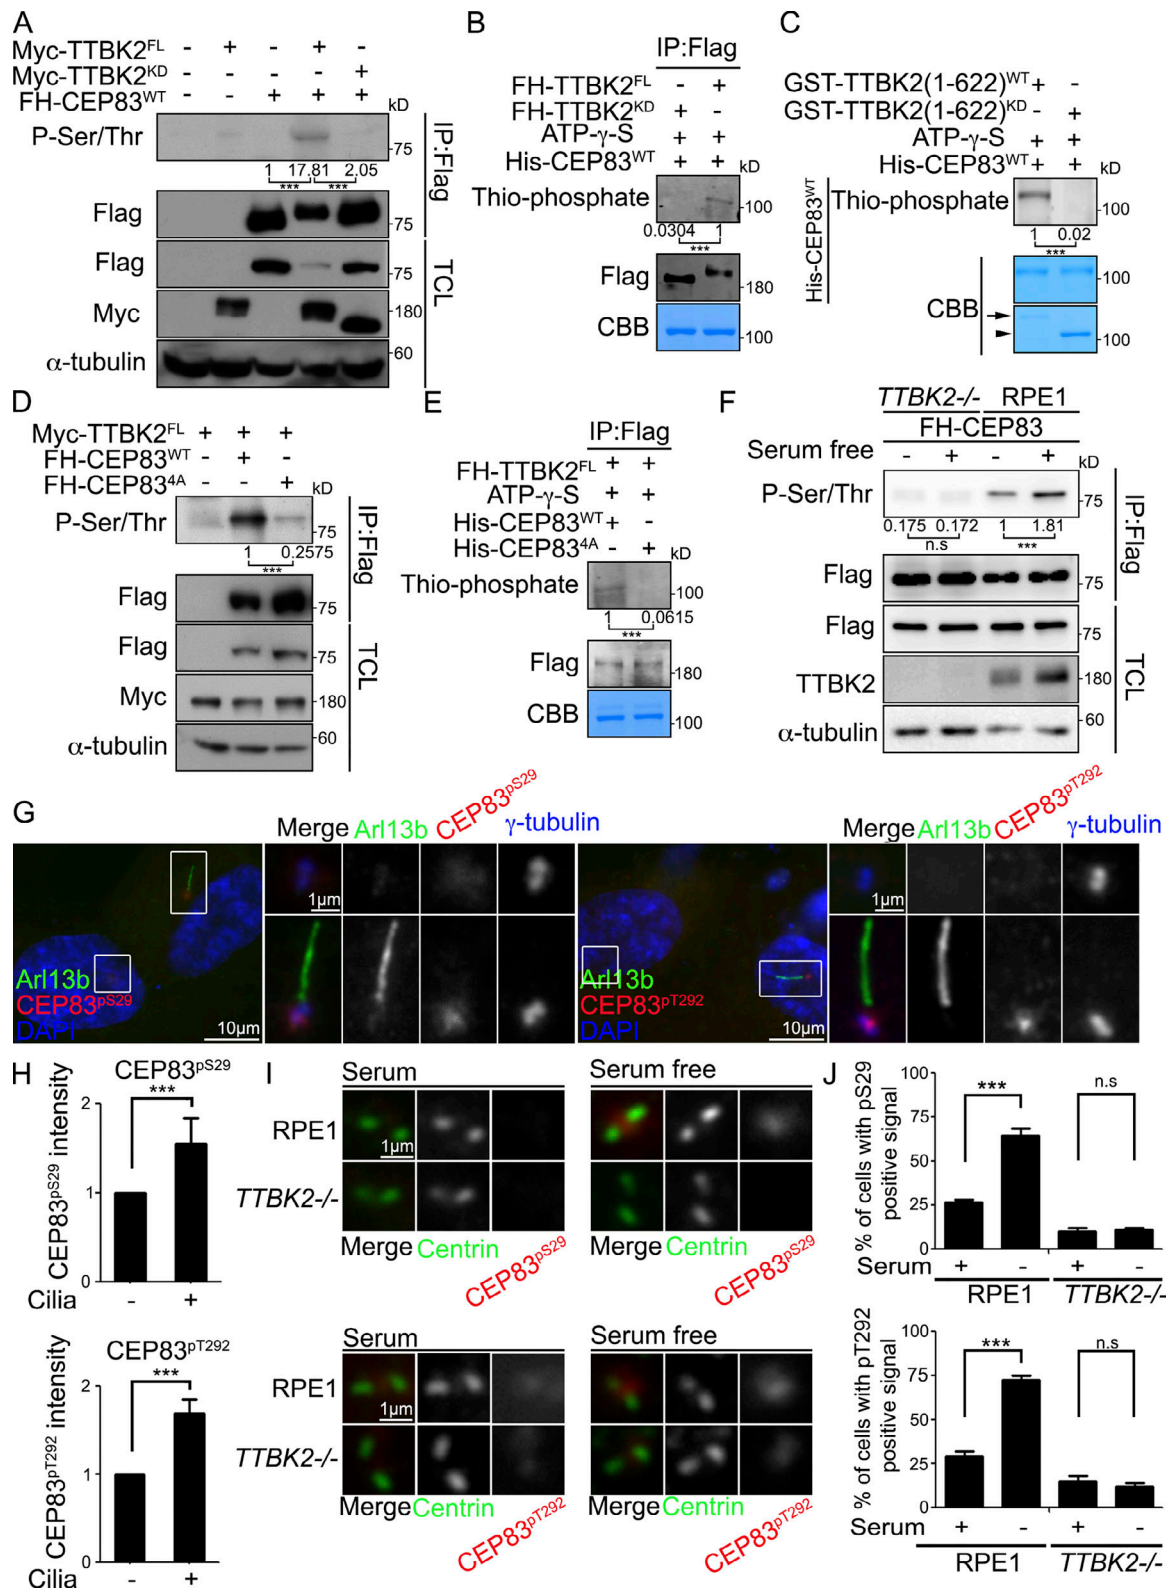 A
Myc-TTBK2FL - + - + -
Myc-TTBK2KD - - - - +
FH-CEP83WT - - + + +
kD
P-Ser/Thr
75
1 17.81 2.05
*** ***
Flag
75
IP:Flag
Flag
75
Myc
180
α-tubulin
60
TCL
B
IP:Flag
FH-TTBK2FL - +
FH-TTBK2KD + -
ATP-γ-S + +
His-CEP83WT + +
kD
Thio-phosphate
100
0.0304 1
***
Flag
180
CBB
100
C
GST-TTBK2(1-622)WT + -
GST-TTBK2(1-622)KD - +
ATP-γ-S + +
His-CEP83WT + +
kD
His-CEP83WT
Thio-phosphate
100
1 0.02
***
CBB
100
100
D
Myc-TTBK2FL + + +
FH-CEP83WT - + -
FH-CEP834A - - +
kD
P-Ser/Thr
75
1 0.2575
***
Flag
75
IP:Flag
Flag
75
Myc
180
α-tubulin
60
TCL
E
IP:Flag
FH-TTBK2FL + +
ATP-γ-S + +
His-CEP83WT + -
His-CEP834A - +
kD
Thio-phosphate
100
1 0.0615
***
Flag
180
CBB
100
F
TTBK2-/- RPE1
FH-CEP83
Serum free - + - +
kD
P-Ser/Thr
75
0.175 0.172 1 1.81
n.s ***
Flag
75
IP:Flag
Flag
75
TTBK2
180
α-tubulin
60
TCL
G
Merge Arl13b CEP83pS29 γ-tubulin
1μm
Arl13b
CEP83pS29
DAPI
10μm
Merge Arl13b CEP83pT292 γ-tubulin
1μm
Arl13b
CEP83pT292
DAPI
10μm
H
CEP83pS29
***
CEP83pS29 intensity
2
1
0
Cilia - +
CEP83pT292
***
CEP83pT292 intensity
2
1
0
Cilia - +
I
Serum Serum free
RPE1
1μm
TTBK2-/-
Merge Centrin CEP83pS29
Merge Centrin CEP83pS29
Serum Serum free
RPE1
1μm
TTBK2-/-
Merge Centrin CEP83pT292
Merge Centrin CEP83pT292
J
% of cells with pS29
positive signal
100
75
50
25
0
*** n.s
Serum + - + -
RPE1 TTBK2-/-
% of cells with pT292
positive signal
100
75
50
25
0
*** n.s
Serum + - + -
RPE1 TTBK2-/-